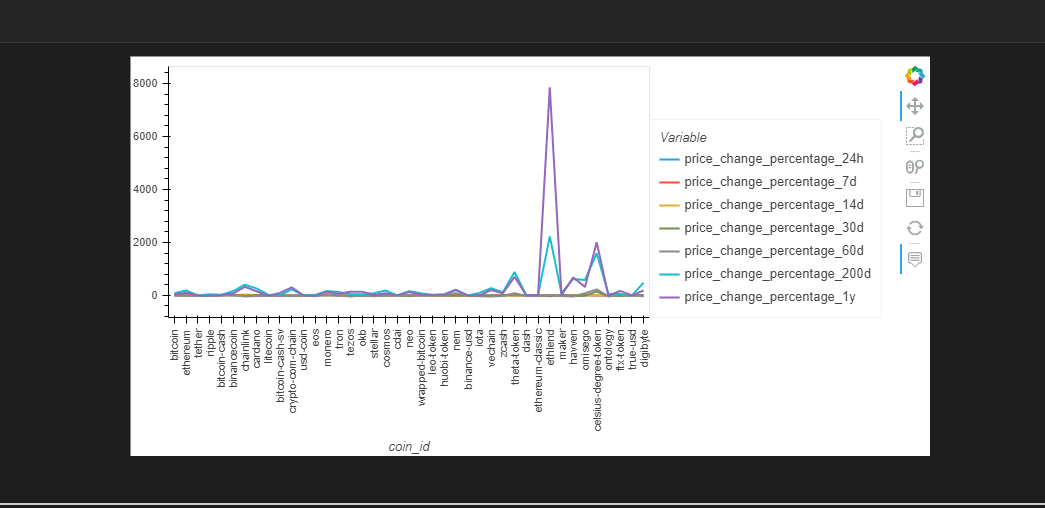 8000
6000
4000
2000
0
bitcoin
ethereum
tether
ripple
bitcoin-cash
binancecoin
chainlink
cardano
litecoin
bitcoin-cash-sv
crypto-com-chain
usd-coin
eos
monero
tron
tezos
okb
stellar
cosmos
cdai
neo
wrapped-bitcoin
leo-token
huobi-token
nem
binance-usd
iota
vechain
zcash
theta-token
dash
ethereum-classic
ethlend
maker
havven
omisego
celsius-degree-token
ontology
ftx-token
true-usd
digibyte
coin_id
Variable
price_change_percentage_24h
price_change_percentage_7d
price_change_percentage_14d
price_change_percentage_30d
price_change_percentage_60d
price_change_percentage_200d
price_change_percentage_1y